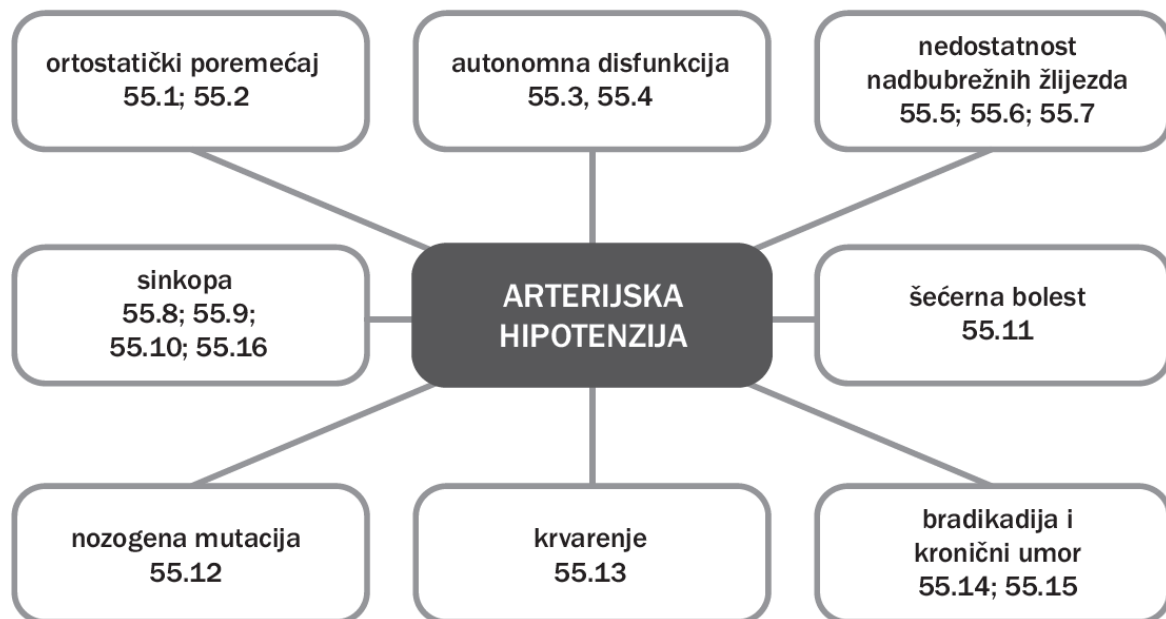 ortostatički poremećaj
55.1; 55.2
autonomna disfunkcija
55.3, 55.4
nedostatnost
nadbubrežnih žlijezda
55.5; 55.6; 55.7
sinkopa
55.8; 55.9;
55.10; 55.16
ARTERIJSKA
HIPOTENZIJA
šećerna bolest
55.11
nozogena mutacija
55.12
krvarenje
55.13
bradikadija i
kronični umor
55.14; 55.15